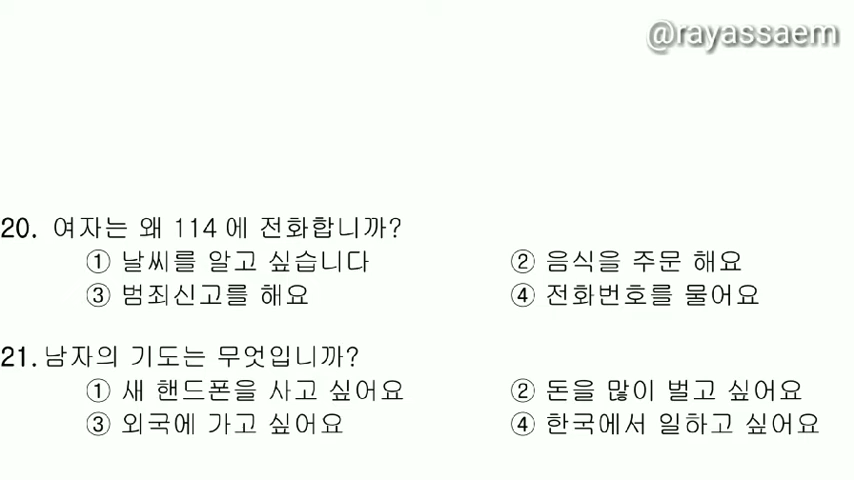 @rayassaem
20. 여자는 왜 114에 전화합니까?
① 날씨를 알고 싶습니다 ② 음식을 주문 해요
③ 범죄신고를 해요 ④ 전화번호를 물어요
21. 남자의 기도는 무엇입니까?
① 새 핸드폰을 사고 싶어요 ② 돈을 많이 벌고 싶어요
③ 외국에 가고 싶어요 ④ 한국에서 일하고 싶어요